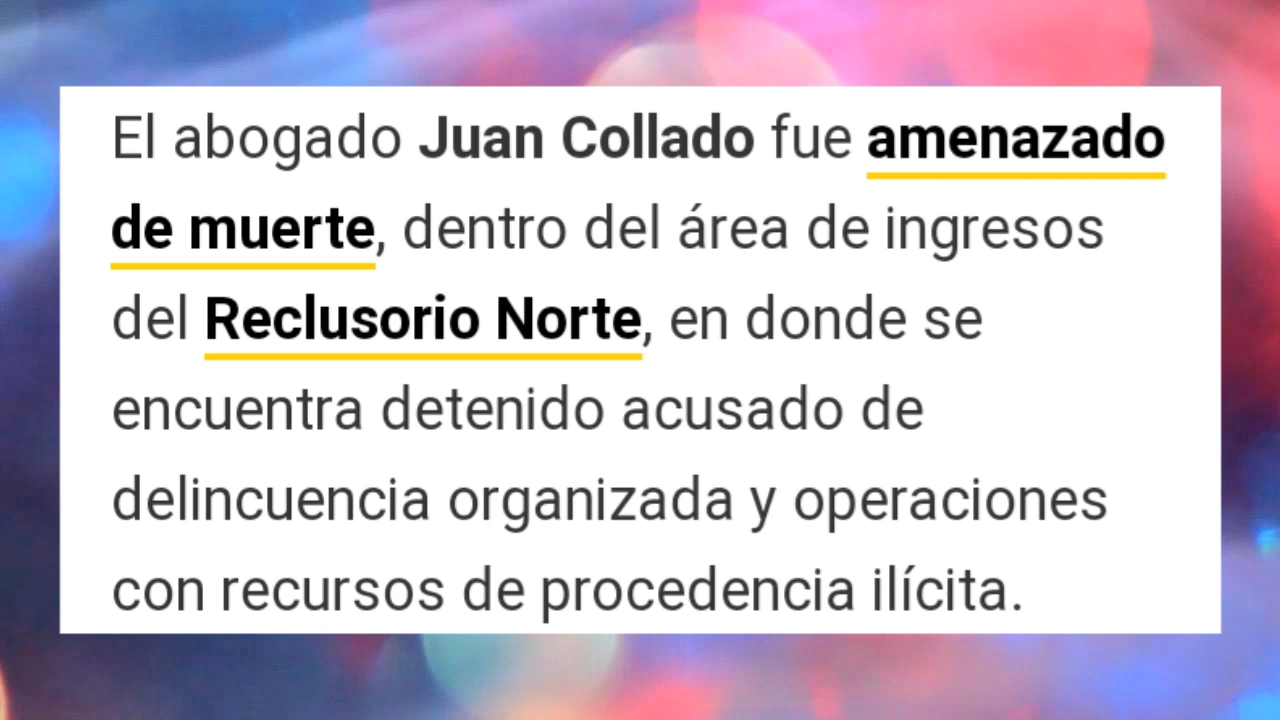 El abogado Juan Collado fue amenazado
de muerte, dentro del área de ingresos
del Reclusorio Norte, en donde se
encuentra detenido acusado de
delincuencia organizada y operaciones
con recursos de procedencia ilícita.